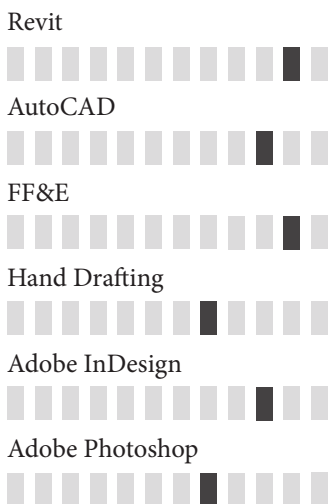 Revit
AutoCAD
FF&E
Hand Drafting
Adobe InDesign
Adobe Photoshop